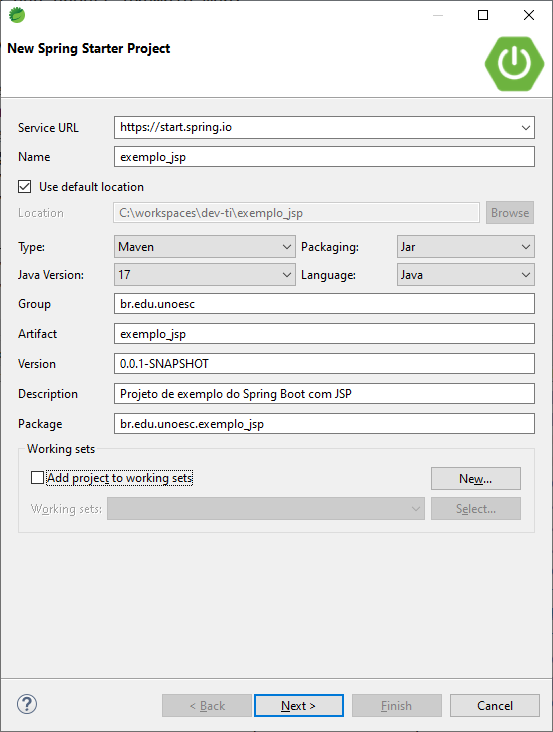 New Spring Starter Project
Service URL https://start.spring.io
Name exemplo_jsp
Use default location
Location C:\workspaces\dev-ti\exemplo_jsp Browse
Type: Maven Packaging: Jar
Java Version: 17 Language: Java
Group br.edu.unoesc
Artifact exemplo_jsp
Version 0.0.1-SNAPSHOT
Description Projeto de exemplo do Spring Boot com JSP
Package br.edu.unoesc.exemplo_jsp
Working sets
Add project to working sets New...
Working sets: Select...
? < Back Next > Finish Cancel